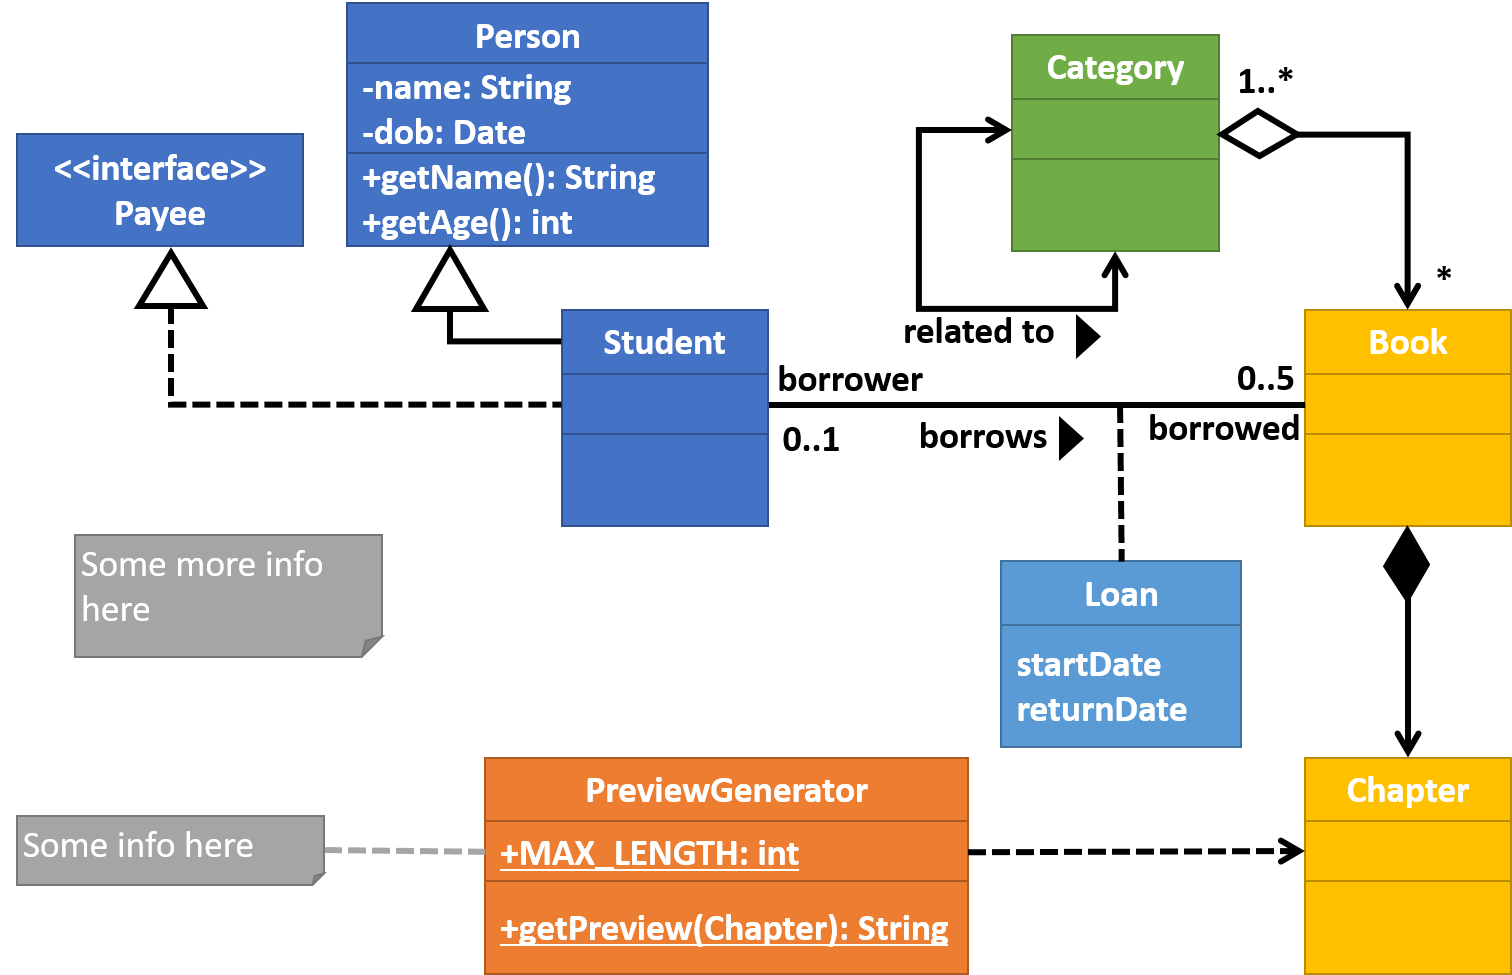 Person
-name: String
-dob: Date
+getName(): String
+getAge(): int
<<interface>>
Payee
Category
1..*
*
related to
Student
borrower
0..1
borrows
0..5
borrowed
Book
Some more info
here
Loan
startDate
returnDate
Some info here
PreviewGenerator
+MAX_LENGTH: int
+getPreview(Chapter): String
Chapter